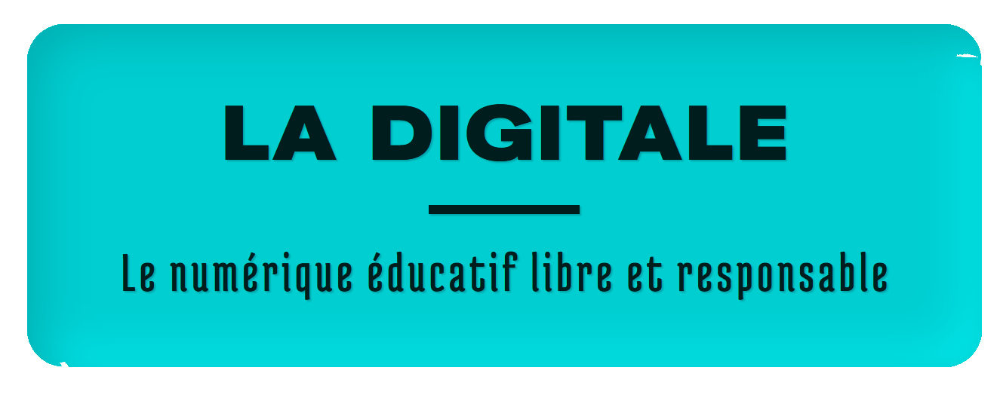 LA DIGITALE
Le numérique éducatif libre et responsable